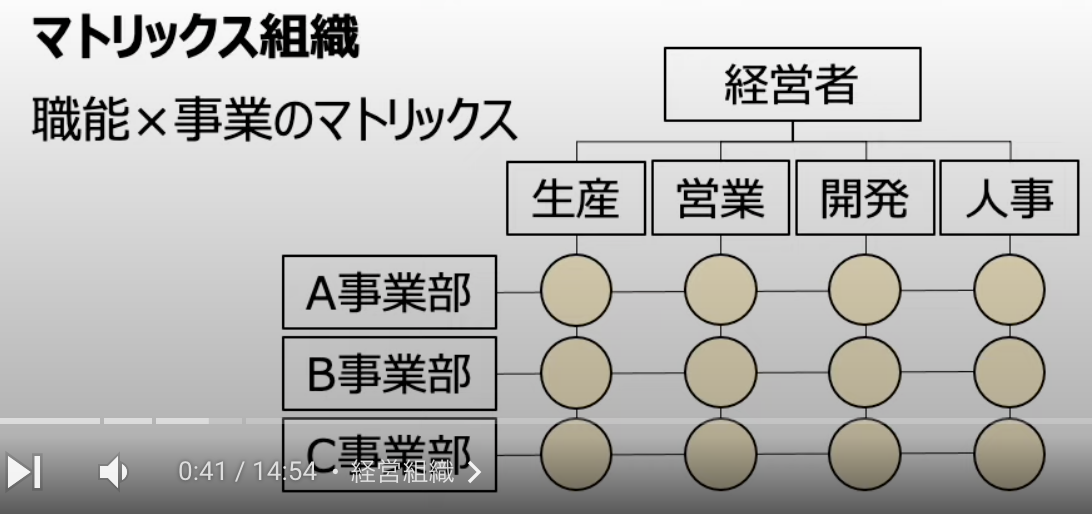 マトリックス組織
職能×事業のマトリックス
経営者
生産 営業 開発 人事
A事業部
B事業部
C事業部
0:41 / 14:54 ・ 経営組織